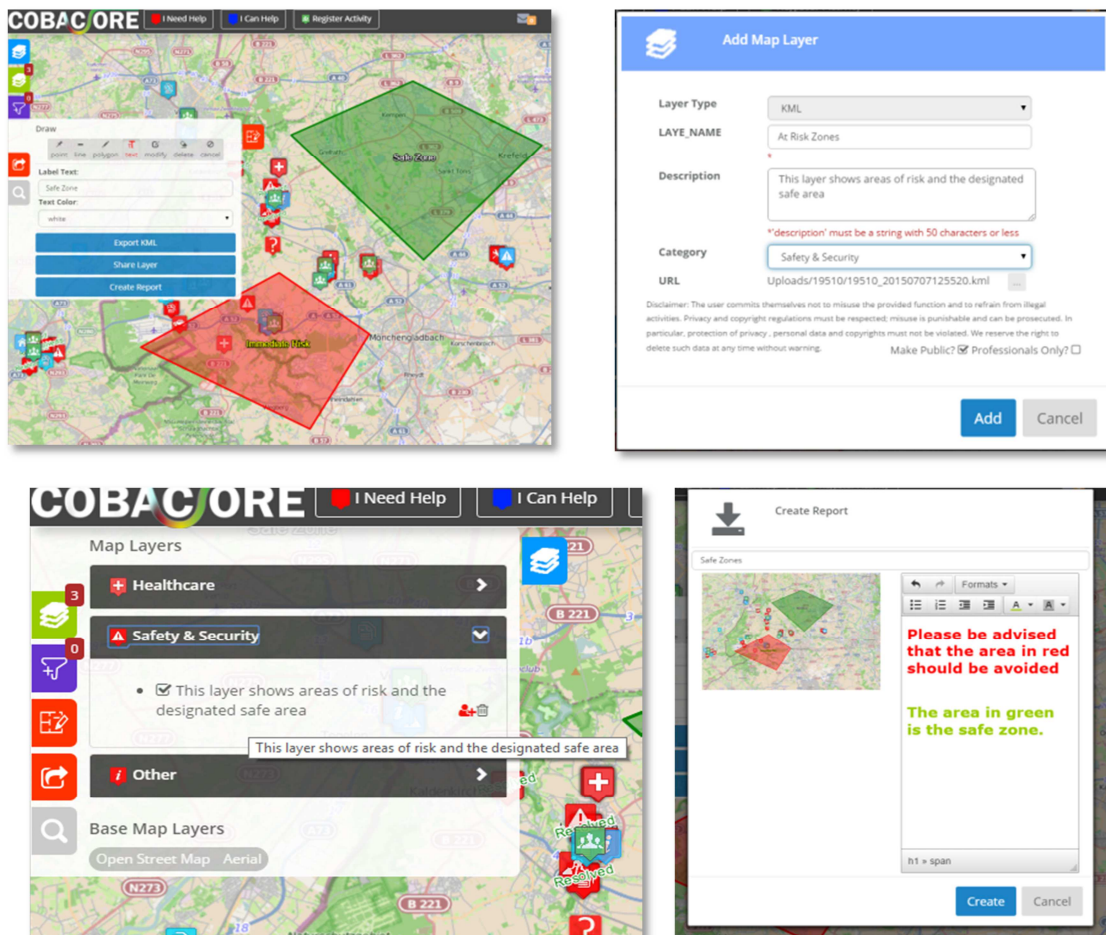 COBACORE I Need Help I Can Help Register Activity
3
0
Draw
point line polygon text modify delete cancel
Label Text:
Safe Zone
Text Color:
white
Export KML
Share Layer
Create Report
Safe Zone
Immediate Risk
Kempen
Krefeld
Monchengladbach
Add Map Layer
Layer Type
KML
LAYE_NAME
At Risk Zones
*
Description
This layer shows areas of risk and the designated
safe area
*'description' must be a string with 50 characters or less
Category
Safety & Security
URL
Uploads/19510/19510_20150707125520.kml ...
Disclaimer: The user commits themselves not to misuse the provided function and to refrain from illegal
activities. Privacy and copyright regulations must be respected; misuse is punishable and can be prosecuted. In
particular, protection of privacy , personal data and copyrights must not be violated. We reserve the right to
delete such data at any time without warning.
Make Public? Professionals Only?
Add Cancel
COBACORE I Need Help I Can Help
Map Layers
Healthcare
3
Safety & Security
0
This layer shows areas of risk and the
designated safe area
This layer shows areas of risk and the designated safe area
Other
Base Map Layers
Open Street Map Aerial
B 221
N273
B 221
Resolved
Resolved
Create Report
Safe Zones
Formats
A A
Please be advised
that the area in red
should be avoided
The area in green
is the safe zone.
h1 » span
Create Cancel